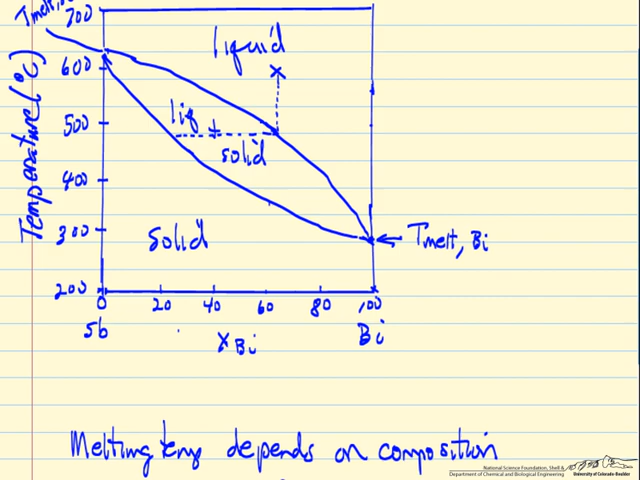 Tmelt,
700
liquid
x
600
500
liq +
solid
400
300
Solid
Tmelt, Bi
200
Temperature (°C)
0 20 40 60 80 100
Sb
XBi
Bi
Melting temp depends on composition
National Science Foundation, Shell &
Department of Chemical and Biological Engineering
University of Colorado Boulder